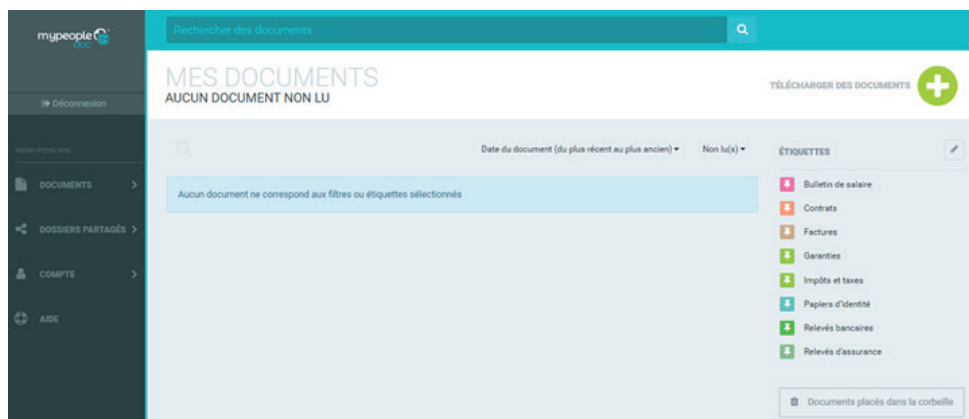 mypeople
doc
Rechercher des documents
Déconnexion
MENU PRINCIPAL
DOCUMENTS
DOSSIERS PARTAGÉS
COMPTE
AIDE
MES DOCUMENTS
AUCUN DOCUMENT NON LU
TÉLÉCHARGER DES DOCUMENTS
Date du document (du plus récent au plus ancien)
Non lu(s)
Aucun document ne correspond aux filtres ou étiquettes sélectionnés
ÉTIQUETTES
Bulletin de salaire
Contrats
Factures
Garanties
Impôts et taxes
Papiers d'identité
Relevés bancaires
Relevés d'assurance
Documents placés dans la corbeille